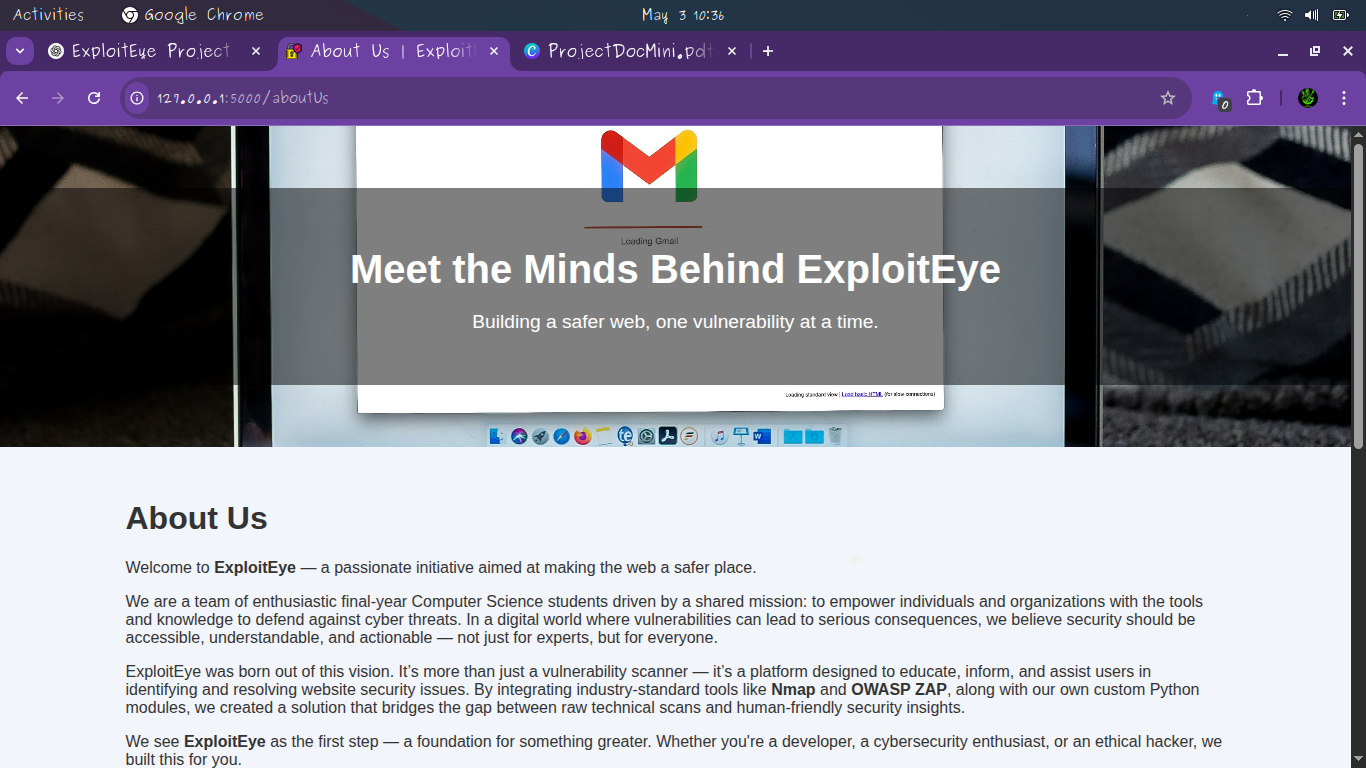 Activities
Google Chrome
May 3 10:36
ExploitEye Project
About Us | Exploit
ProjectDocMini.pdf
127.0.0.1:5000/aboutUs
0
Loading Gmail
Meet the Minds Behind ExploitEye
Building a safer web, one vulnerability at a time.
Loading standard view | Load basic HTML (for slow connections)
About Us
Welcome to ExploitEye — a passionate initiative aimed at making the web a safer place.
We are a team of enthusiastic final-year Computer Science students driven by a shared mission: to empower individuals and organizations with the tools
and knowledge to defend against cyber threats. In a digital world where vulnerabilities can lead to serious consequences, we believe security should be
accessible, understandable, and actionable — not just for experts, but for everyone.
ExploitEye was born out of this vision. It’s more than just a vulnerability scanner — it’s a platform designed to educate, inform, and assist users in
identifying and resolving website security issues. By integrating industry-standard tools like Nmap and OWASP ZAP, along with our own custom Python
modules, we created a solution that bridges the gap between raw technical scans and human-friendly security insights.
We see ExploitEye as the first step — a foundation for something greater. Whether you're a developer, a cybersecurity enthusiast, or an ethical hacker, we
built this for you.